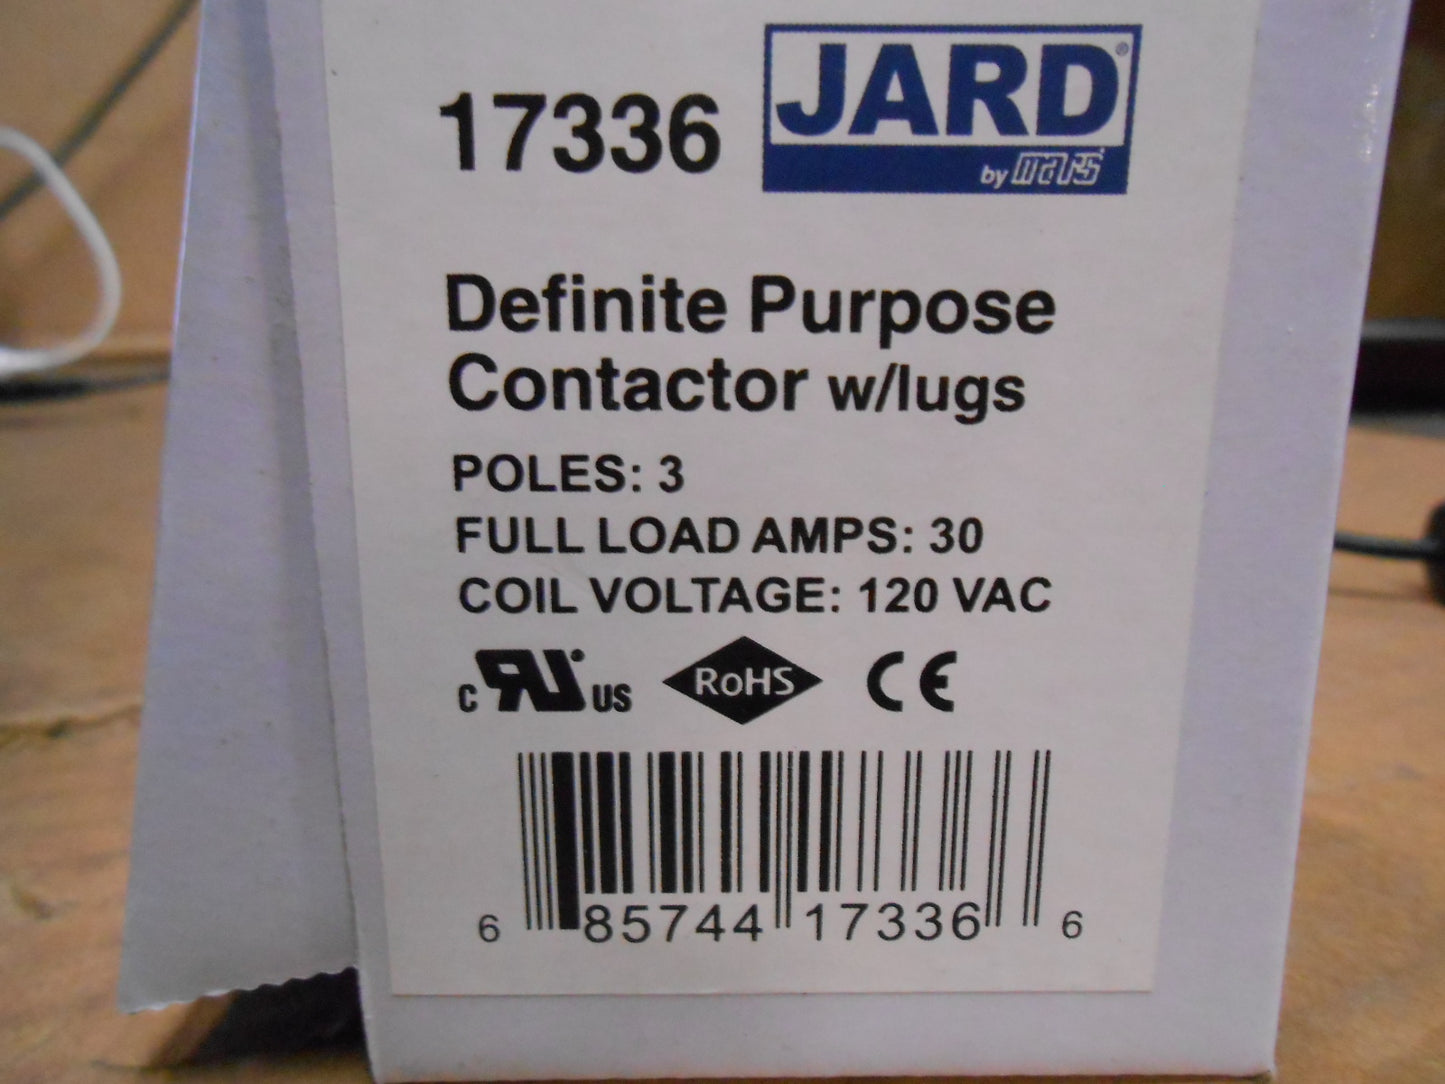 17336
JARD®
by mars
Definite Purpose
Contactor w/lugs
POLES: 3
FULL LOAD AMPS: 30
COIL VOLTAGE: 120 VAC
c RU US
RoHS
CE
6 85744 17336 6